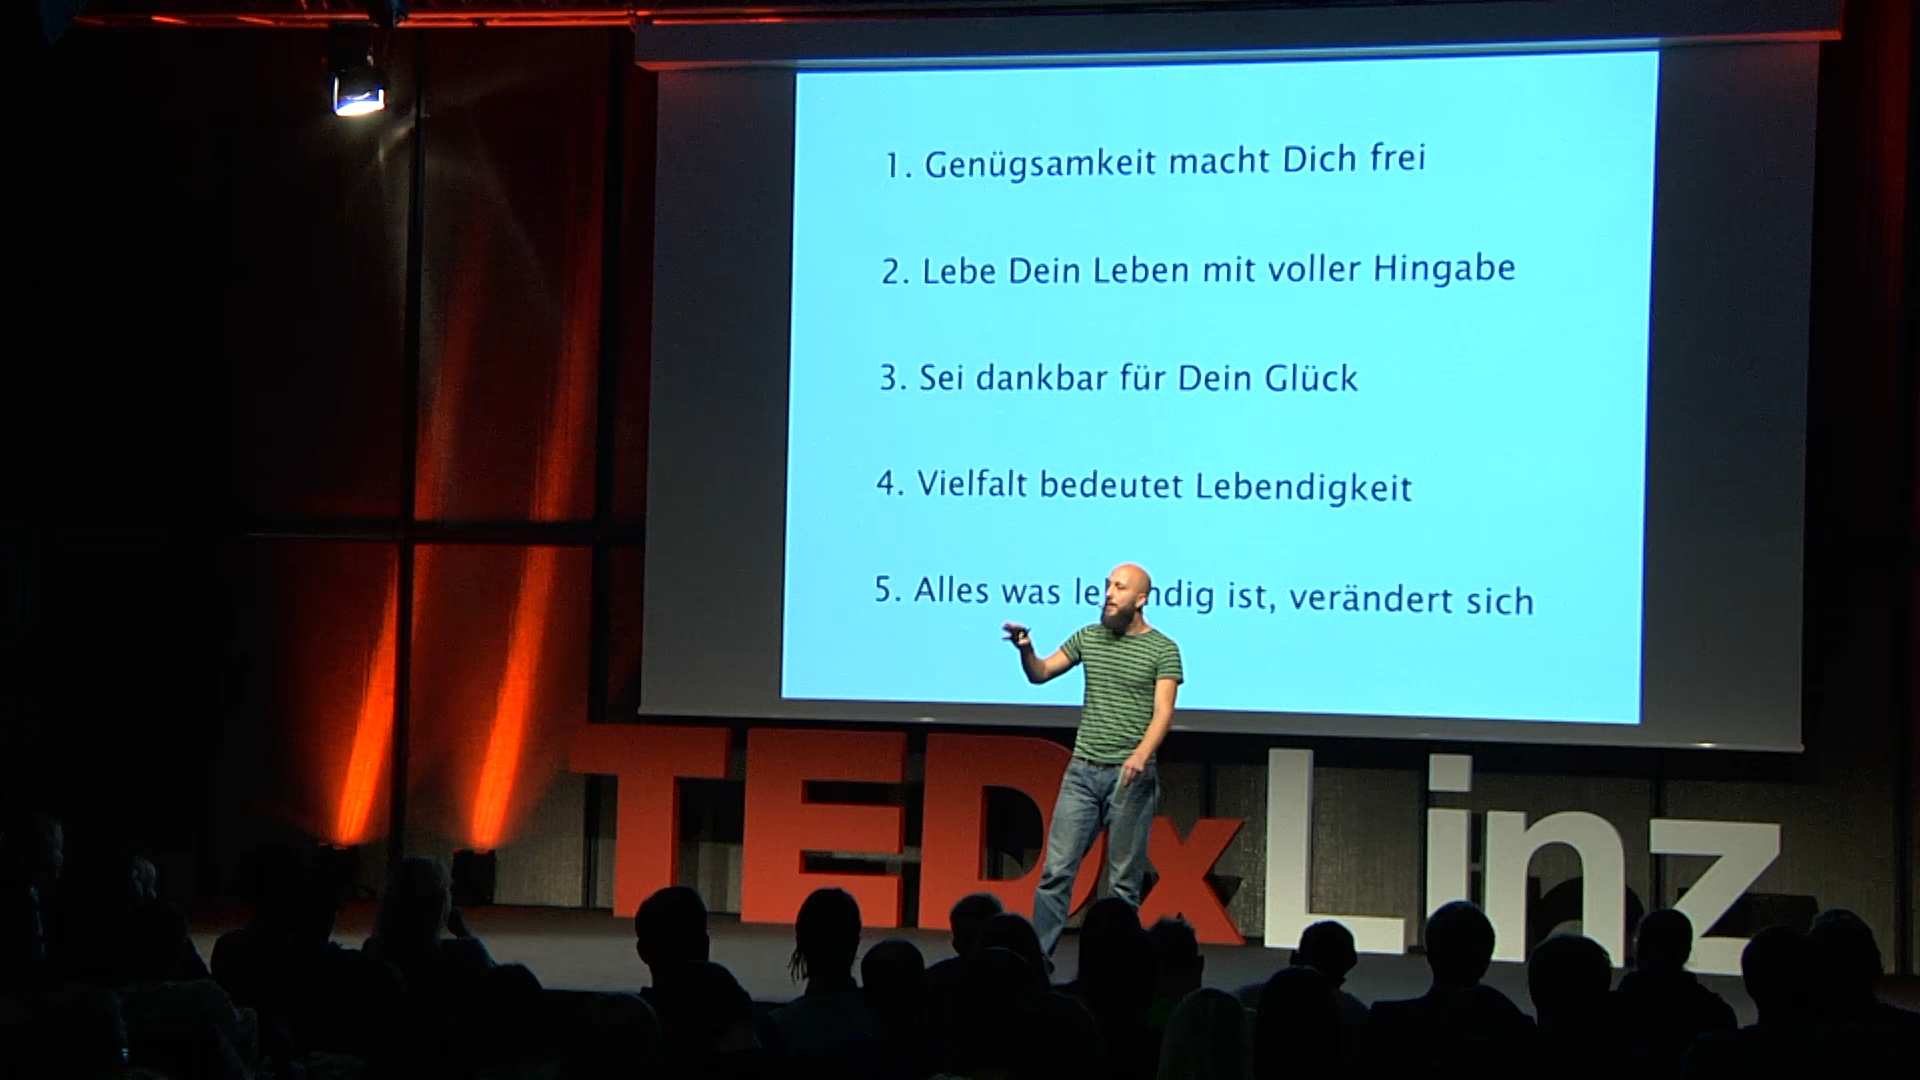 1. Genügsamkeit macht Dich frei
2. Lebe Dein Leben mit voller Hingabe
3. Sei dankbar für Dein Glück
4. Vielfalt bedeutet Lebendigkeit
5. Alles was lebendig ist, verändert sich
TEDxLinz